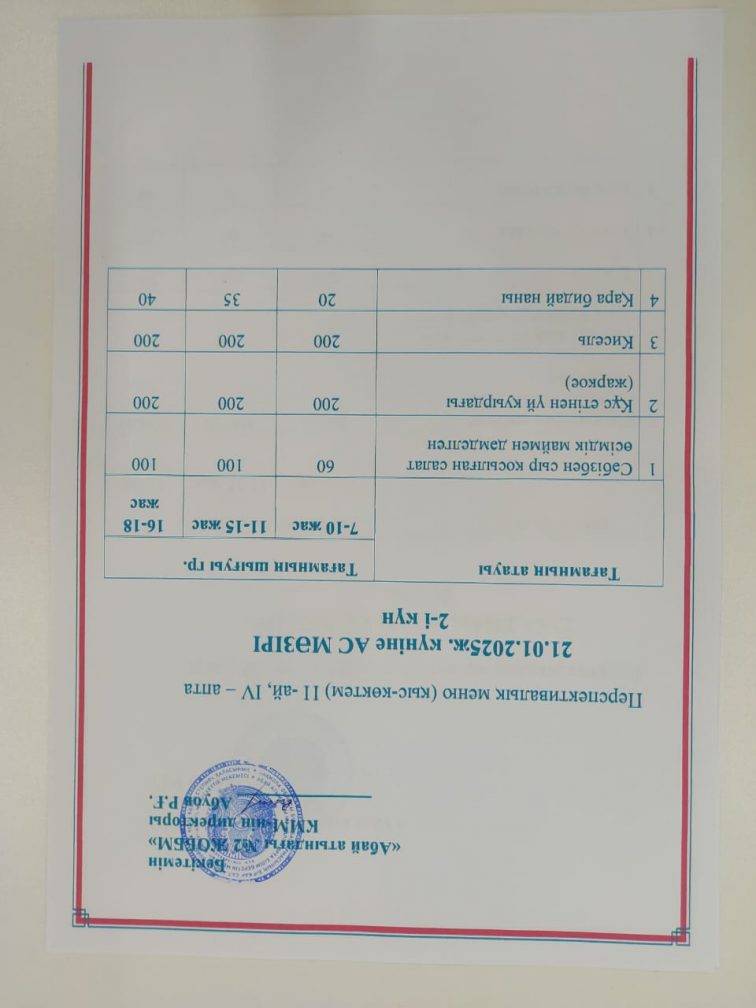 Бекітемін
«Абай атындағы №2 ЖОББМ»
КММ-нің директоры
Абуов Р.Ғ.
Перспективалық меню (қыс-көктем) II -ай, IV – апта
21.01.2025ж. күніне АС МӘЗІРІ
2-і күн
Тағамның атауы Тағамның шығуы гр.
7-10 жас 11-15 жас 16-18
жас
1 Сәбізбен сыр қосылған салат 60 100 100
өсімдік маймен дәмделген
2 Құс етінен үй қуырдағы 200 200 200
(жаркое)
3 Кисель 200 200 200
4 Қара бидай наны 20 35 40